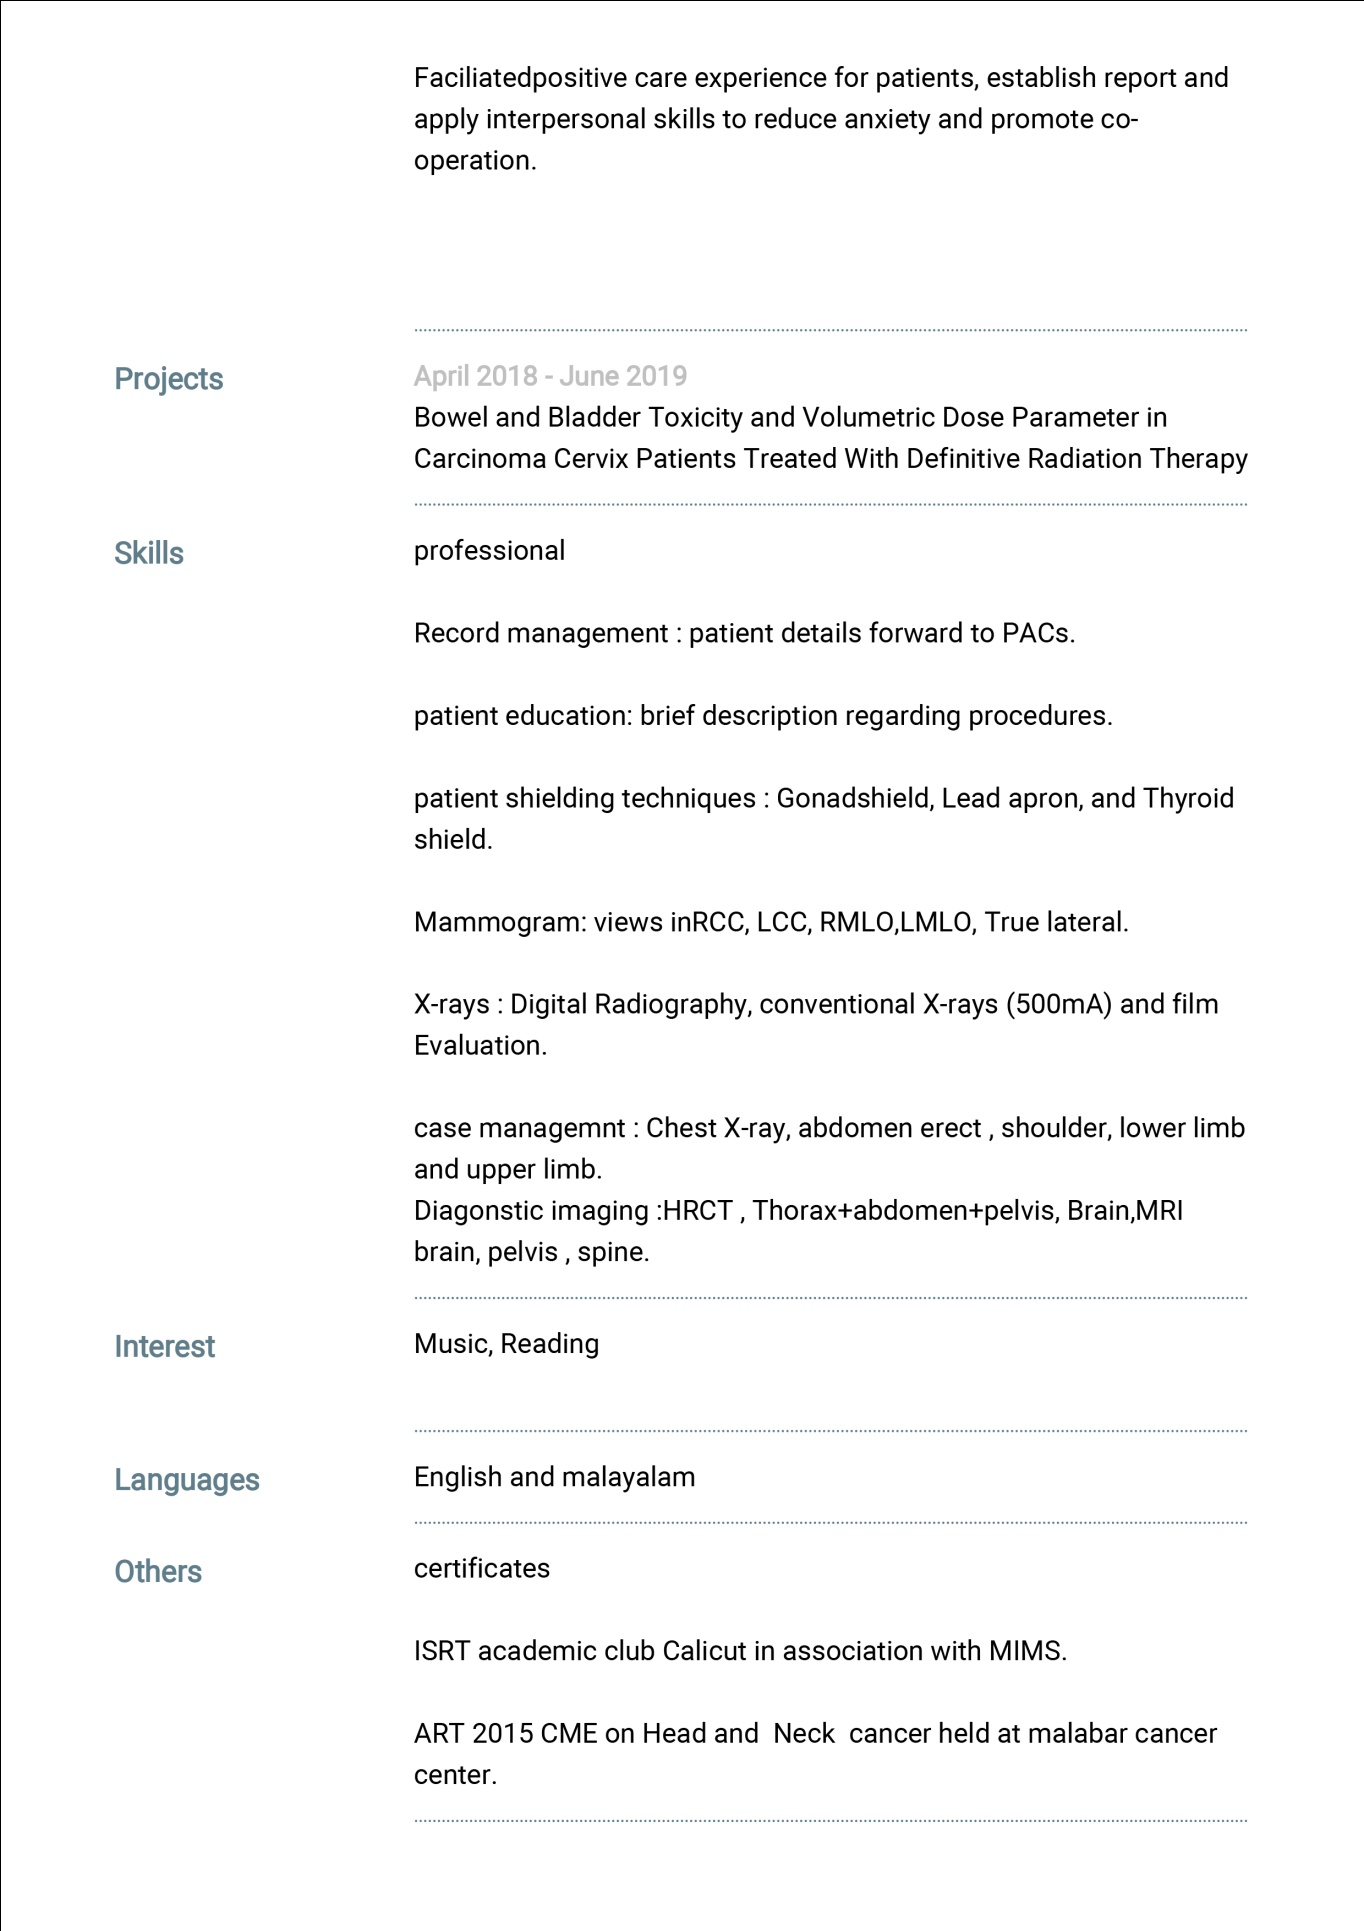 Faciliatedpositive care experience for patients, establish report and
apply interpersonal skills to reduce anxiety and promote co-
operation.
Projects
April 2018 - June 2019
Bowel and Bladder Toxicity and Volumetric Dose Parameter in
Carcinoma Cervix Patients Treated With Definitive Radiation Therapy
Skills
professional
Record management : patient details forward to PACs.
patient education: brief description regarding procedures.
patient shielding techniques : Gonadshield, Lead apron, and Thyroid
shield.
Mammogram: views inRCC, LCC, RMLO,LMLO, True lateral.
X-rays : Digital Radiography, conventional X-rays (500mA) and film
Evaluation.
case managemnt : Chest X-ray, abdomen erect , shoulder, lower limb
and upper limb.
Diagonstic imaging :HRCT , Thorax+abdomen+pelvis, Brain,MRI
brain, pelvis , spine.
Interest
Music, Reading
Languages
English and malayalam
Others
certificates
ISRT academic club Calicut in association with MIMS.
ART 2015 CME on Head and  Neck  cancer held at malabar cancer
center.